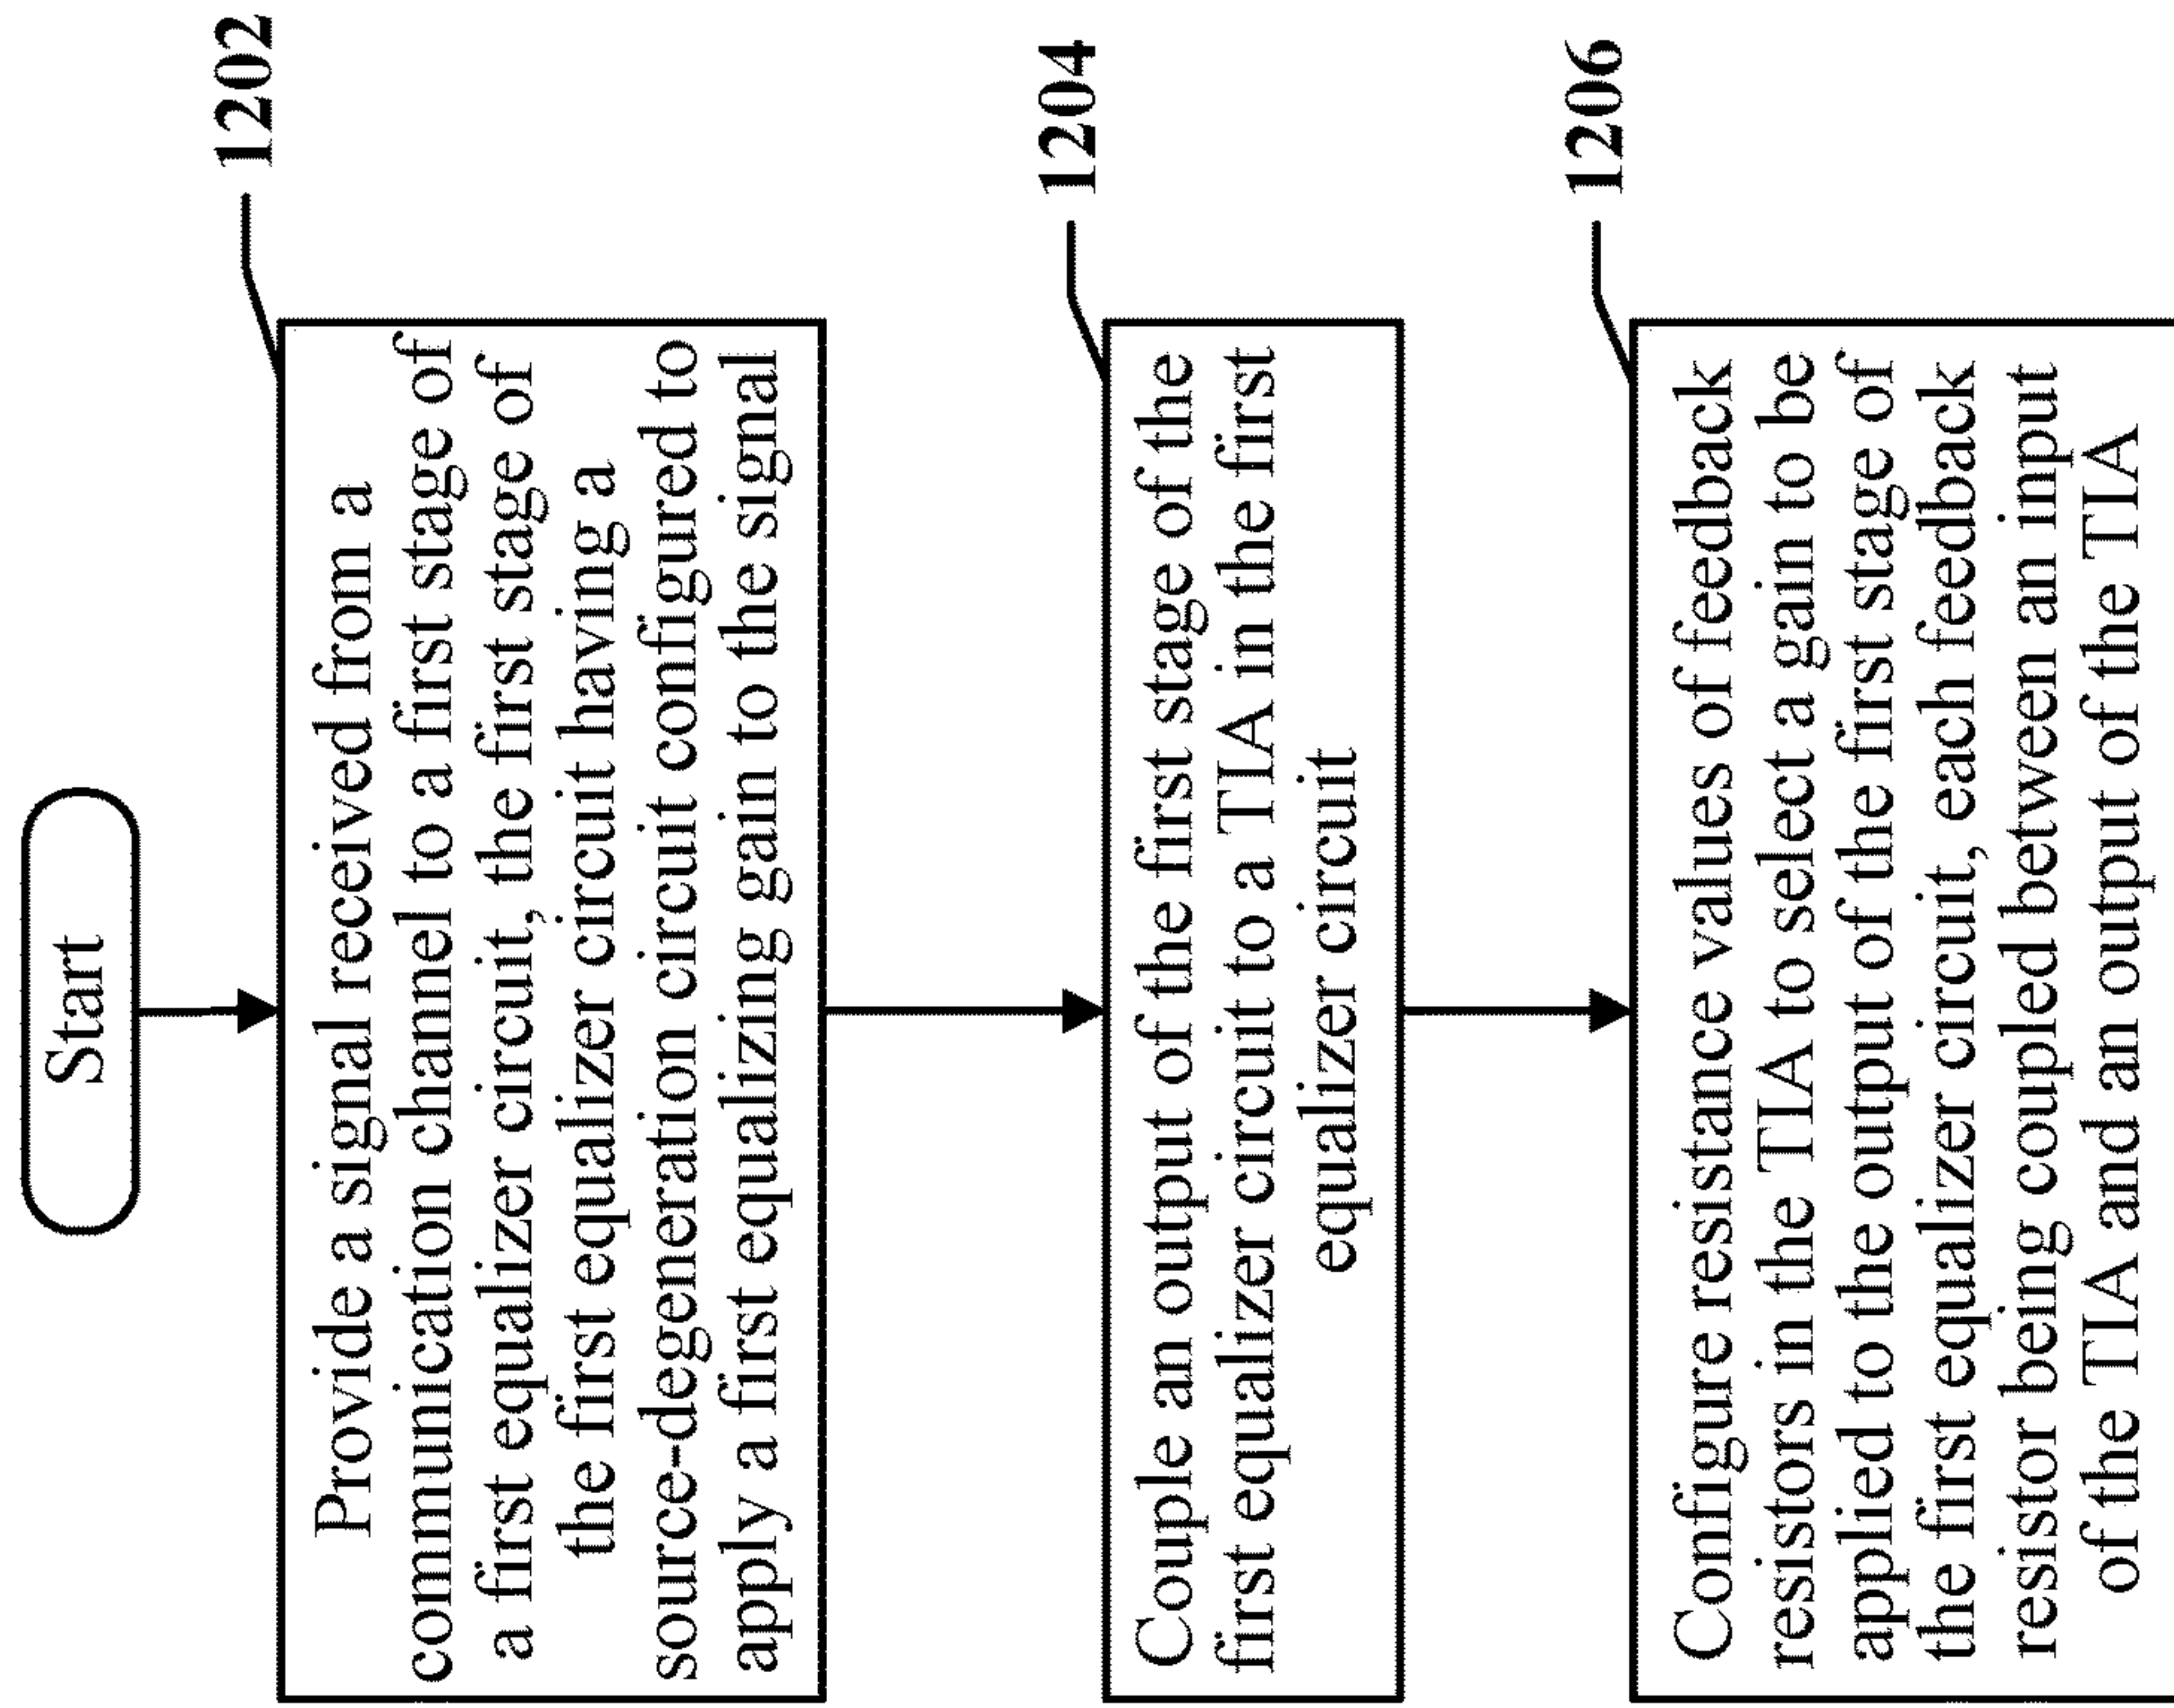 Start
1202
Provide a signal received from a
communication channel to a first stage of
a first equalizer circuit, the first stage of
the first equalizer circuit having a
source-degeneration circuit configured to
apply a first equalizing gain to the signal
1204
Couple an output of the first stage of the
first equalizer circuit to a TIA in the first
equalizer circuit
1206
Configure resistance values of feedback
resistors in the TIA to select a gain to be
applied to the output of the first stage of
the first equalizer circuit, each feedback
resistor being coupled between an input
of the TIA and an output of the TIA